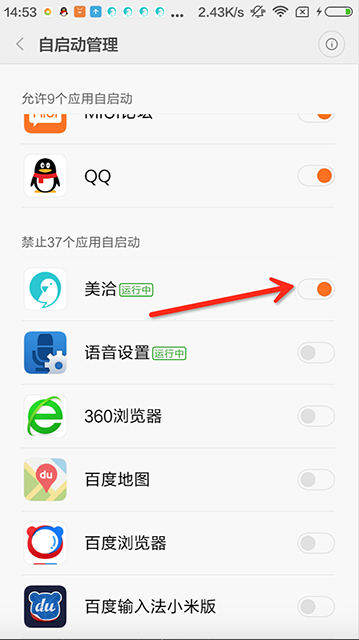 14:53 ... 2.43K/s
自启动管理
允许9个应用自启动
MIUI论坛
QQ
禁止37个应用自启动
美洽 运行中
语音设置 运行中
360浏览器
du 百度地图
百度浏览器
du 百度输入法小米版